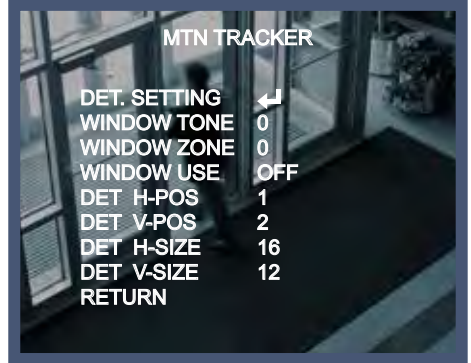 MTN TRACKER
DET. SETTING ↵
WINDOW TONE 0
WINDOW ZONE 0
WINDOW USE OFF
DET H-POS 1
DET V-POS 2
DET H-SIZE 16
DET V-SIZE 12
RETURN